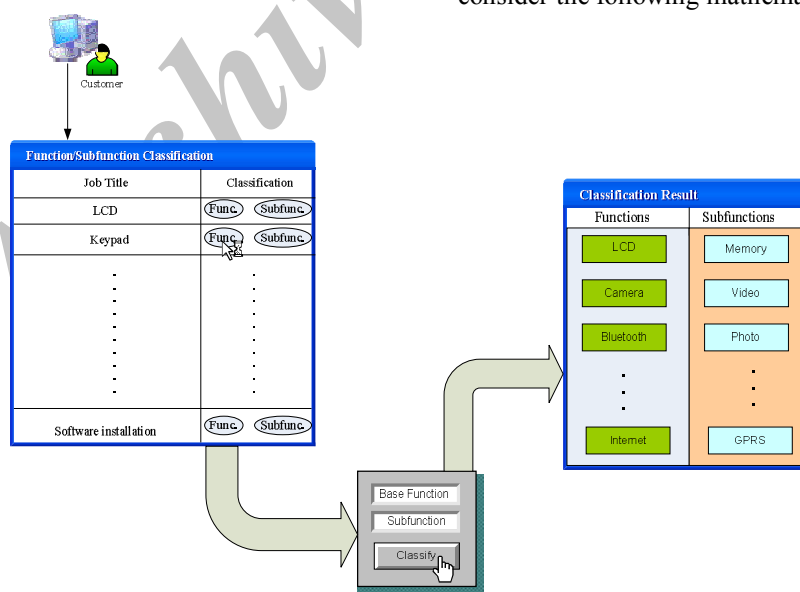 consider the following mathema
Customer
Function/Subfunction Classification
Job Title Classification
LCD Func. Subfunc.
Keypad Func. Subfunc.
Software installation Func. Subfunc.
Base Function
Subfunction
Classify
Classification Result
Functions Subfunctions
LCD Memory
Camera Video
Bluetooth Photo
Internet GPRS